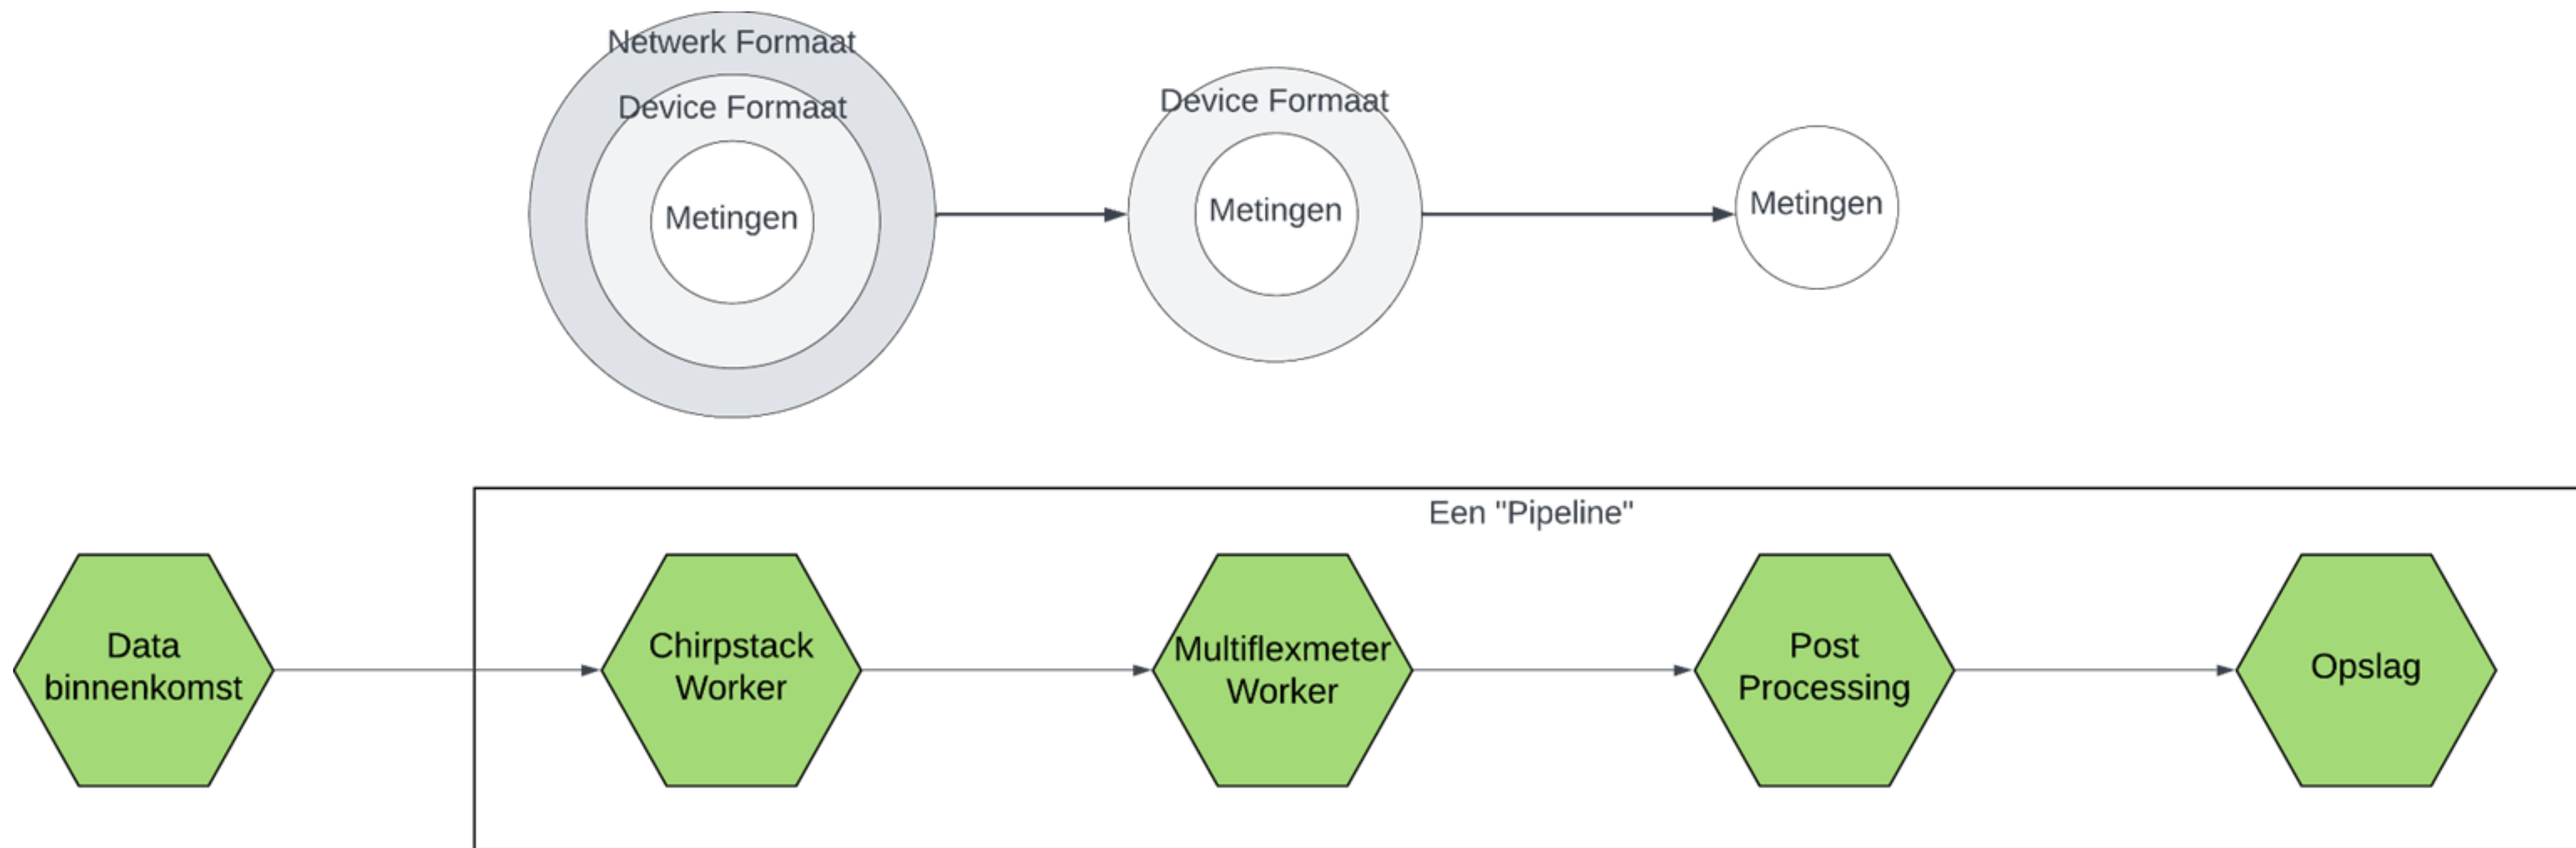 Netwerk Formaat
Device Formaat
Metingen
Device Formaat
Metingen
Metingen
Een "Pipeline"
Data
binnenkomst
Chirpstack
Worker
Multiflexmeter
Worker
Post
Processing
Opslag